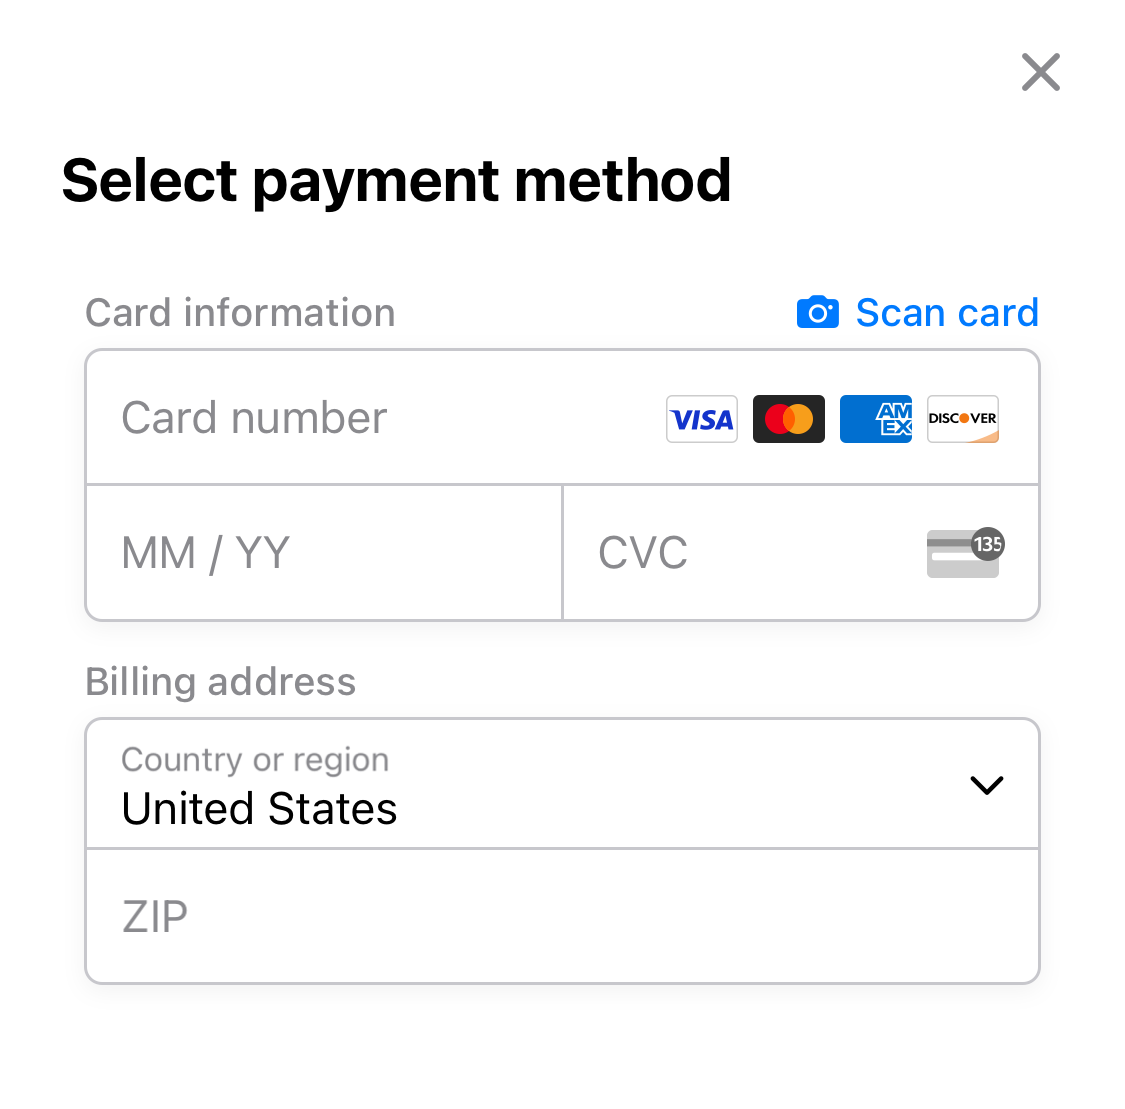 Select payment method
Card information
Scan card
Card number
VISA
AM
EX
DISCOVER
MM / YY
CVC
135
Billing address
Country or region
United States
ZIP